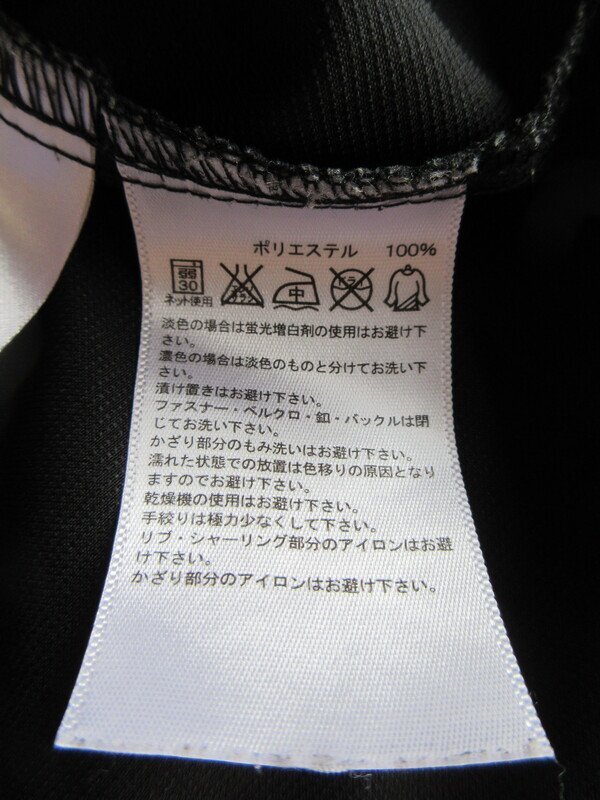 ポリエステル 100%
弱 30 エンソサラシ 中 ドライ
ネット使用
淡色の場合は蛍光増白剤の使用はお避け下
さい。
濃色の場合は淡色のものと分けてお洗い下
さい。
漬け置きはお避け下さい。
ファスナー・ベルクロ・釦・バックルは閉
じてお洗い下さい。
かざり部分のもみ洗いはお避け下さい。
濡れた状態での放置は色移りの原因となり
ますのでお避け下さい。
乾燥機の使用はお避け下さい。
手絞りは極力少なくして下さい。
リブ・シャーリング部分のアイロンはお避
け下さい。
かざり部分のアイロンはお避け下さい。